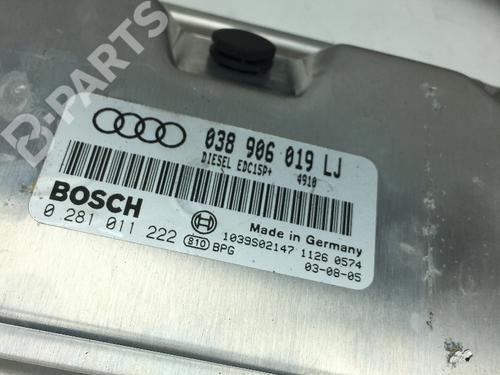 B-PARTS
038 906 019 LJ
DIESEL EDC15P+ 4910
BOSCH
0 281 011 222 810 BPG
Made in Germany
1039S02147 1126 0574
03-08-05